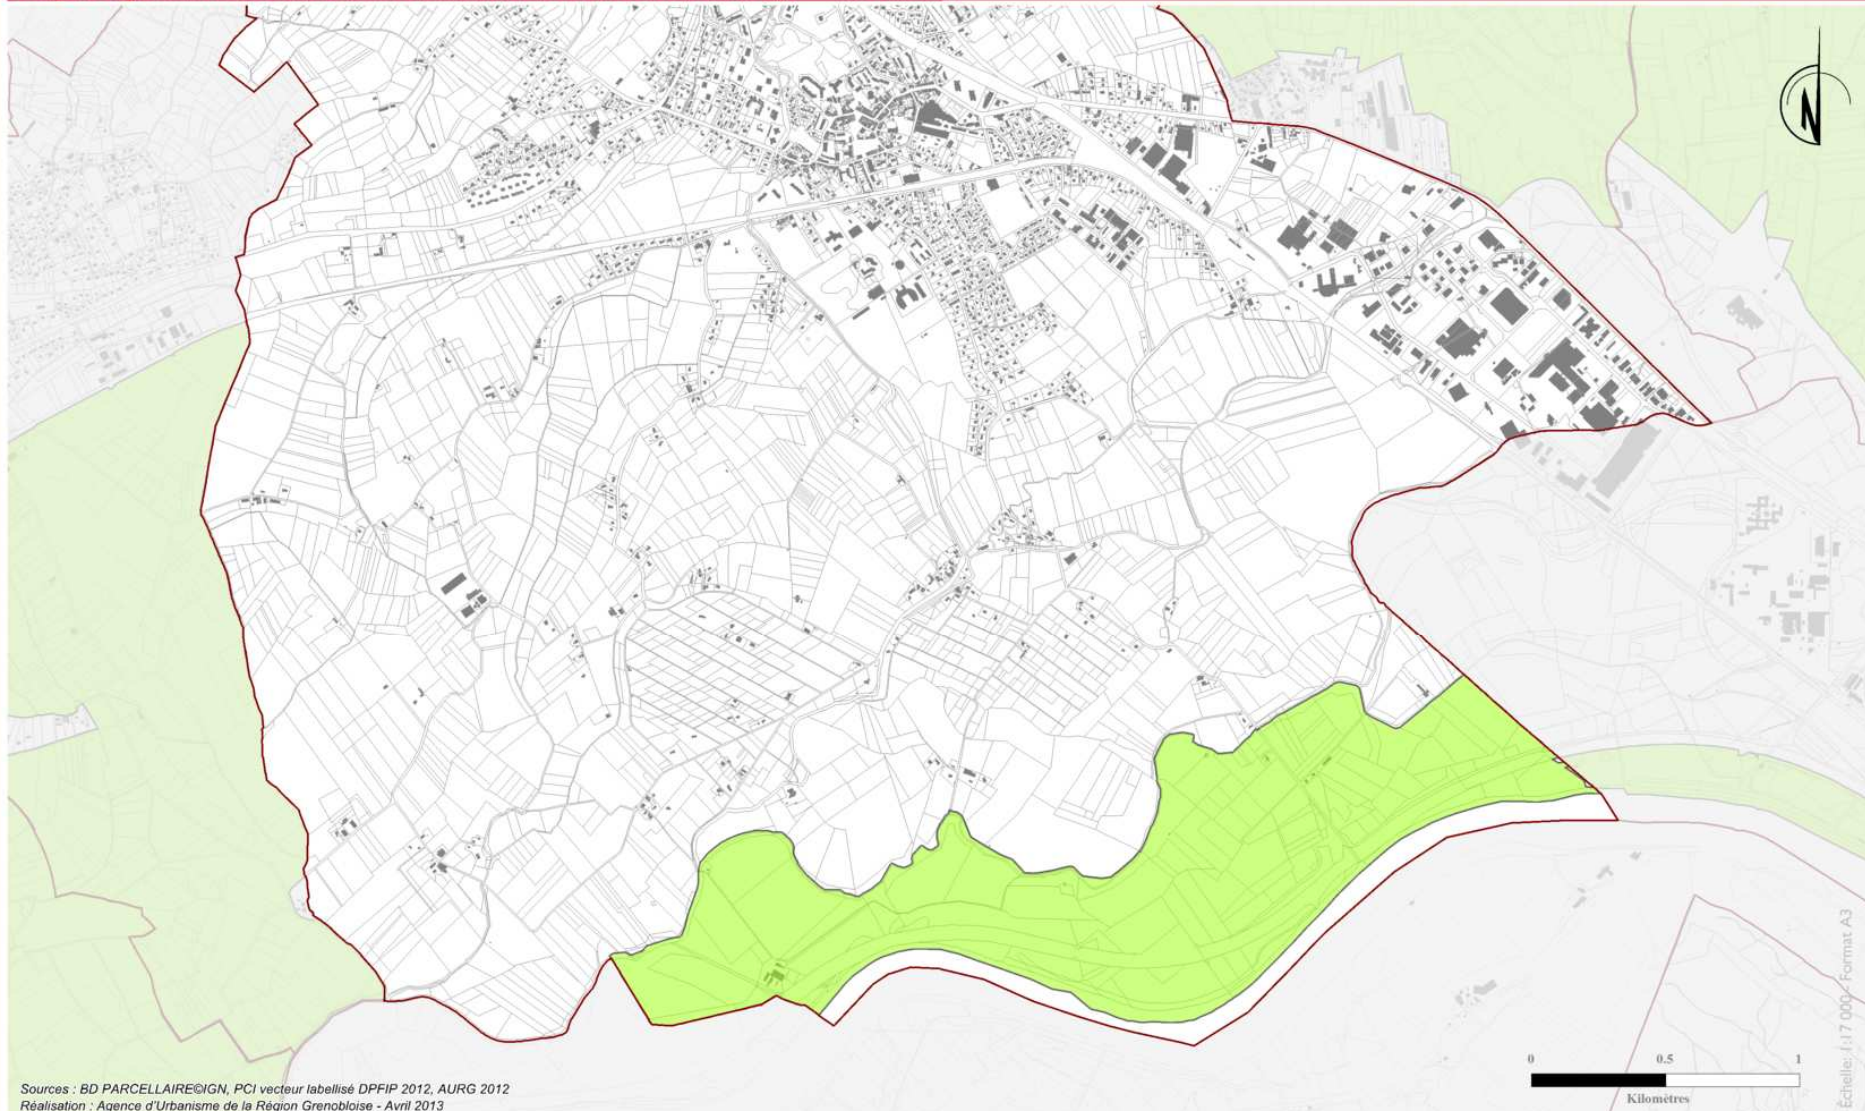 N
0 0.5 1
Kilomètres
Échelle: 1:17 000 - Format A3
Sources : BD PARCELLAIRE©IGN, PCI vecteur labellisé DPFIP 2012, AURG 2012
Réalisation : Agence d'Urbanisme de la Région Grenobloise - Avril 2013